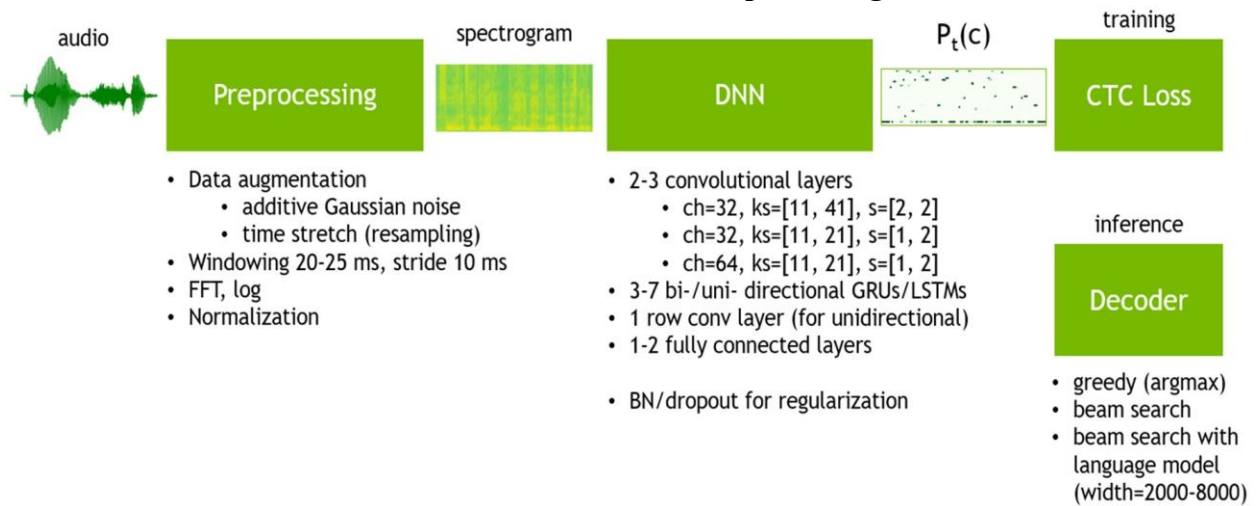 audio
Preprocessing
• Data augmentation
• additive Gaussian noise
• time stretch (resampling)
• Windowing 20-25 ms, stride 10 ms
• FFT, log
• Normalization
spectrogram
DNN
• 2-3 convolutional layers
• ch=32, ks=[11, 41], s=[2, 2]
• ch=32, ks=[11, 21], s=[1, 2]
• ch=64, ks=[11, 21], s=[1, 2]
• 3-7 bi-/uni- directional GRUs/LSTMs
• 1 row conv layer (for unidirectional)
• 1-2 fully connected layers
• BN/dropout for regularization
Pt(c)
training
CTC Loss
inference
Decoder
• greedy (argmax)
• beam search
• beam search with
language model
(width=2000-8000)